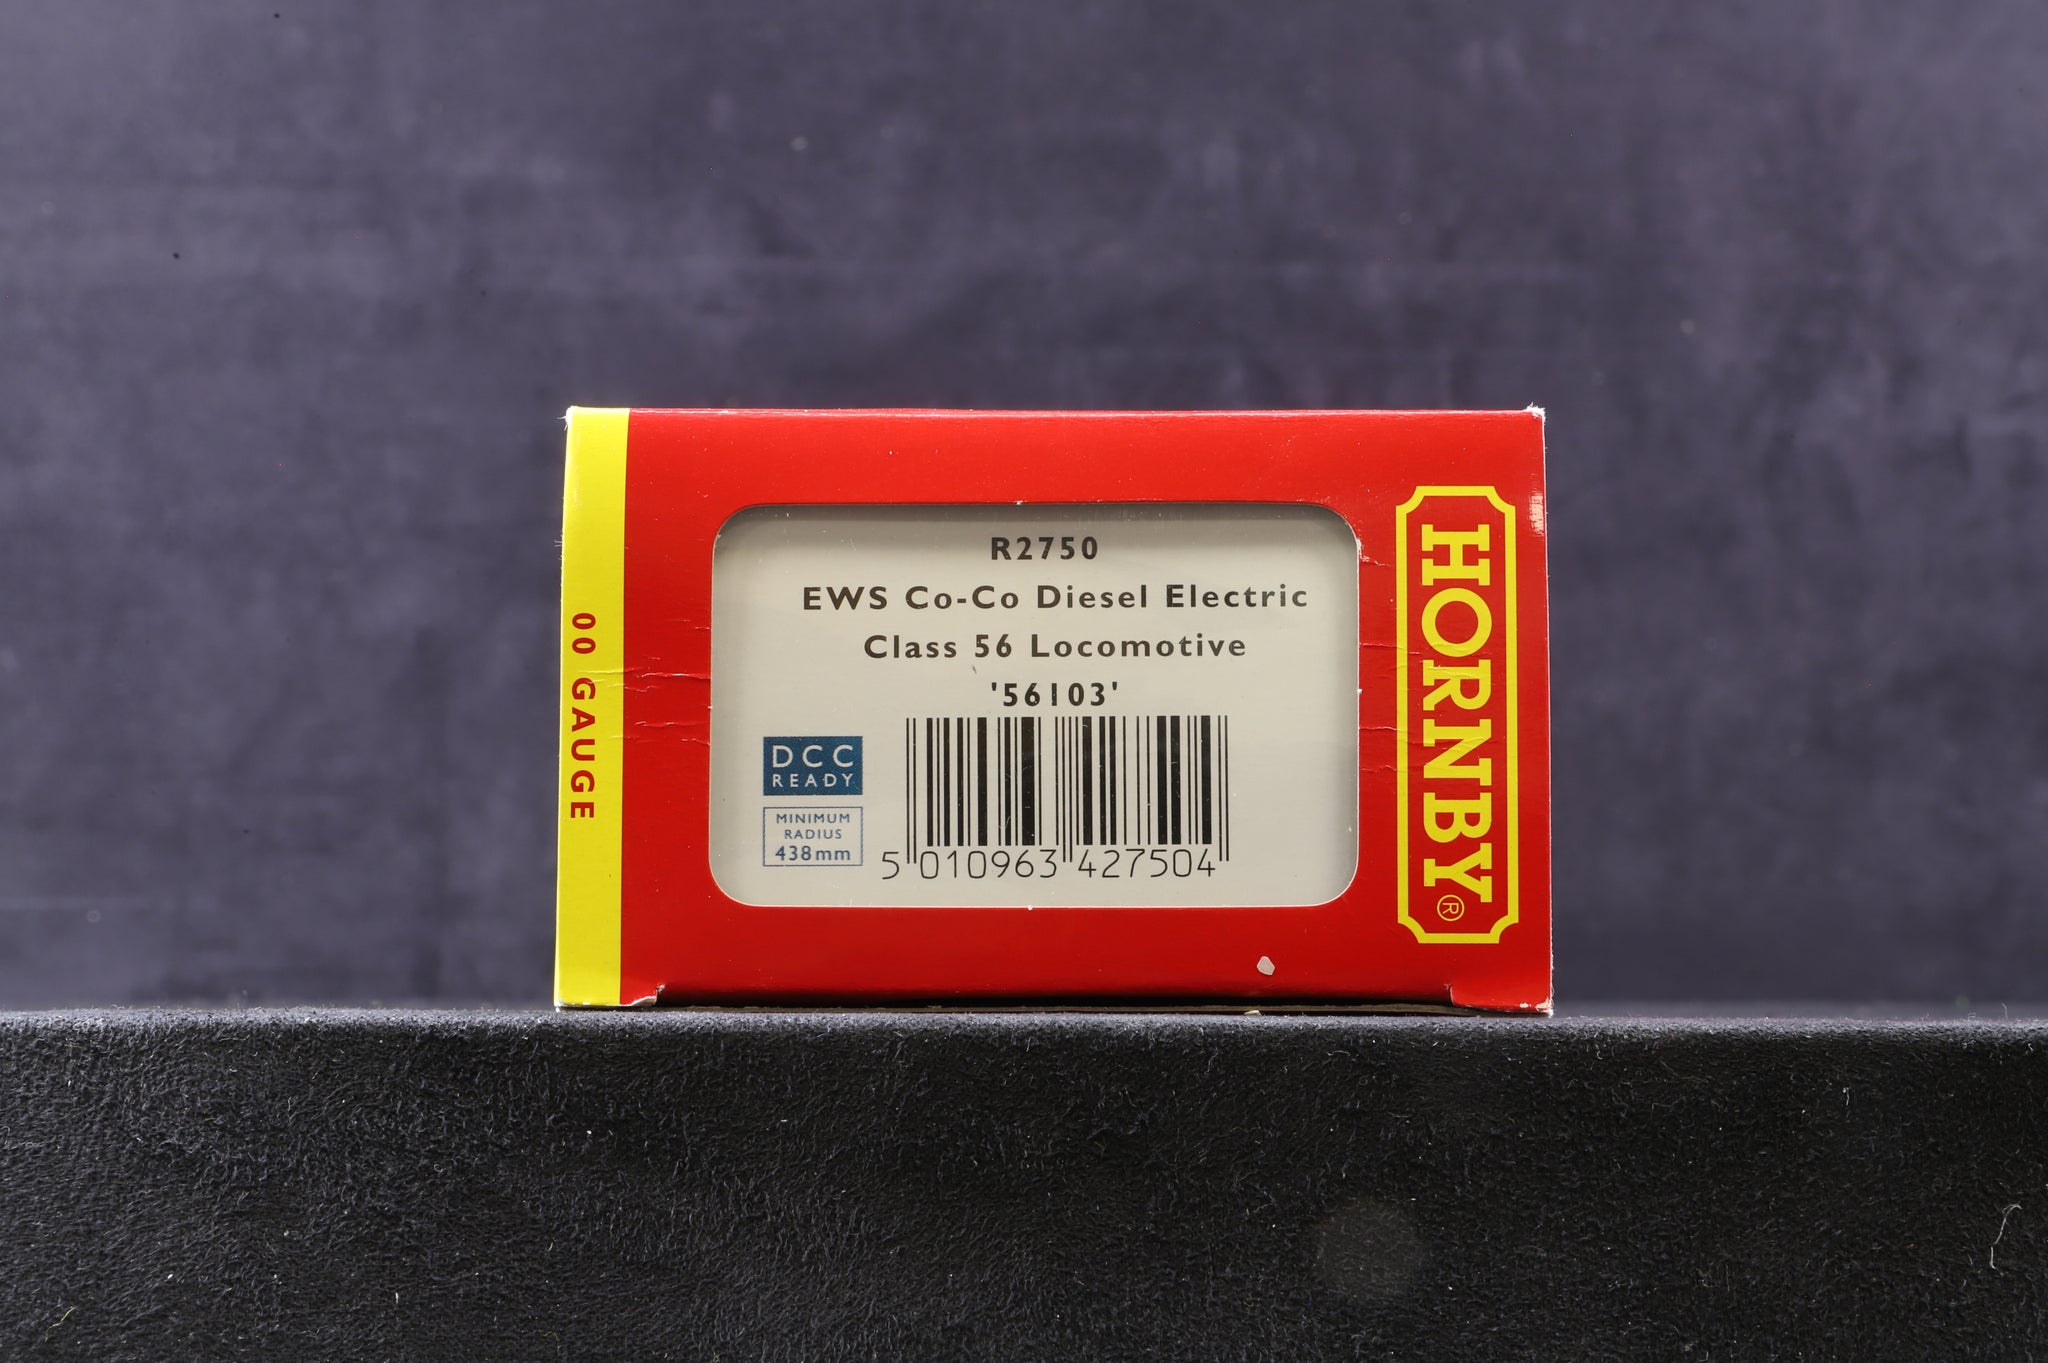 00 GAUGE
R2750
EWS Co-Co Diesel Electric
Class 56 Locomotive
'56103'
DCC
READY
MINIMUM
RADIUS
438mm
5 010963 427504
HORNBY®